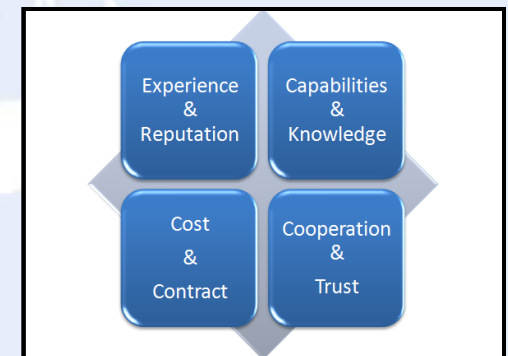 Experience
&
Reputation
Capabilities
&
Knowledge
Cost
&
Contract
Cooperation
&
Trust